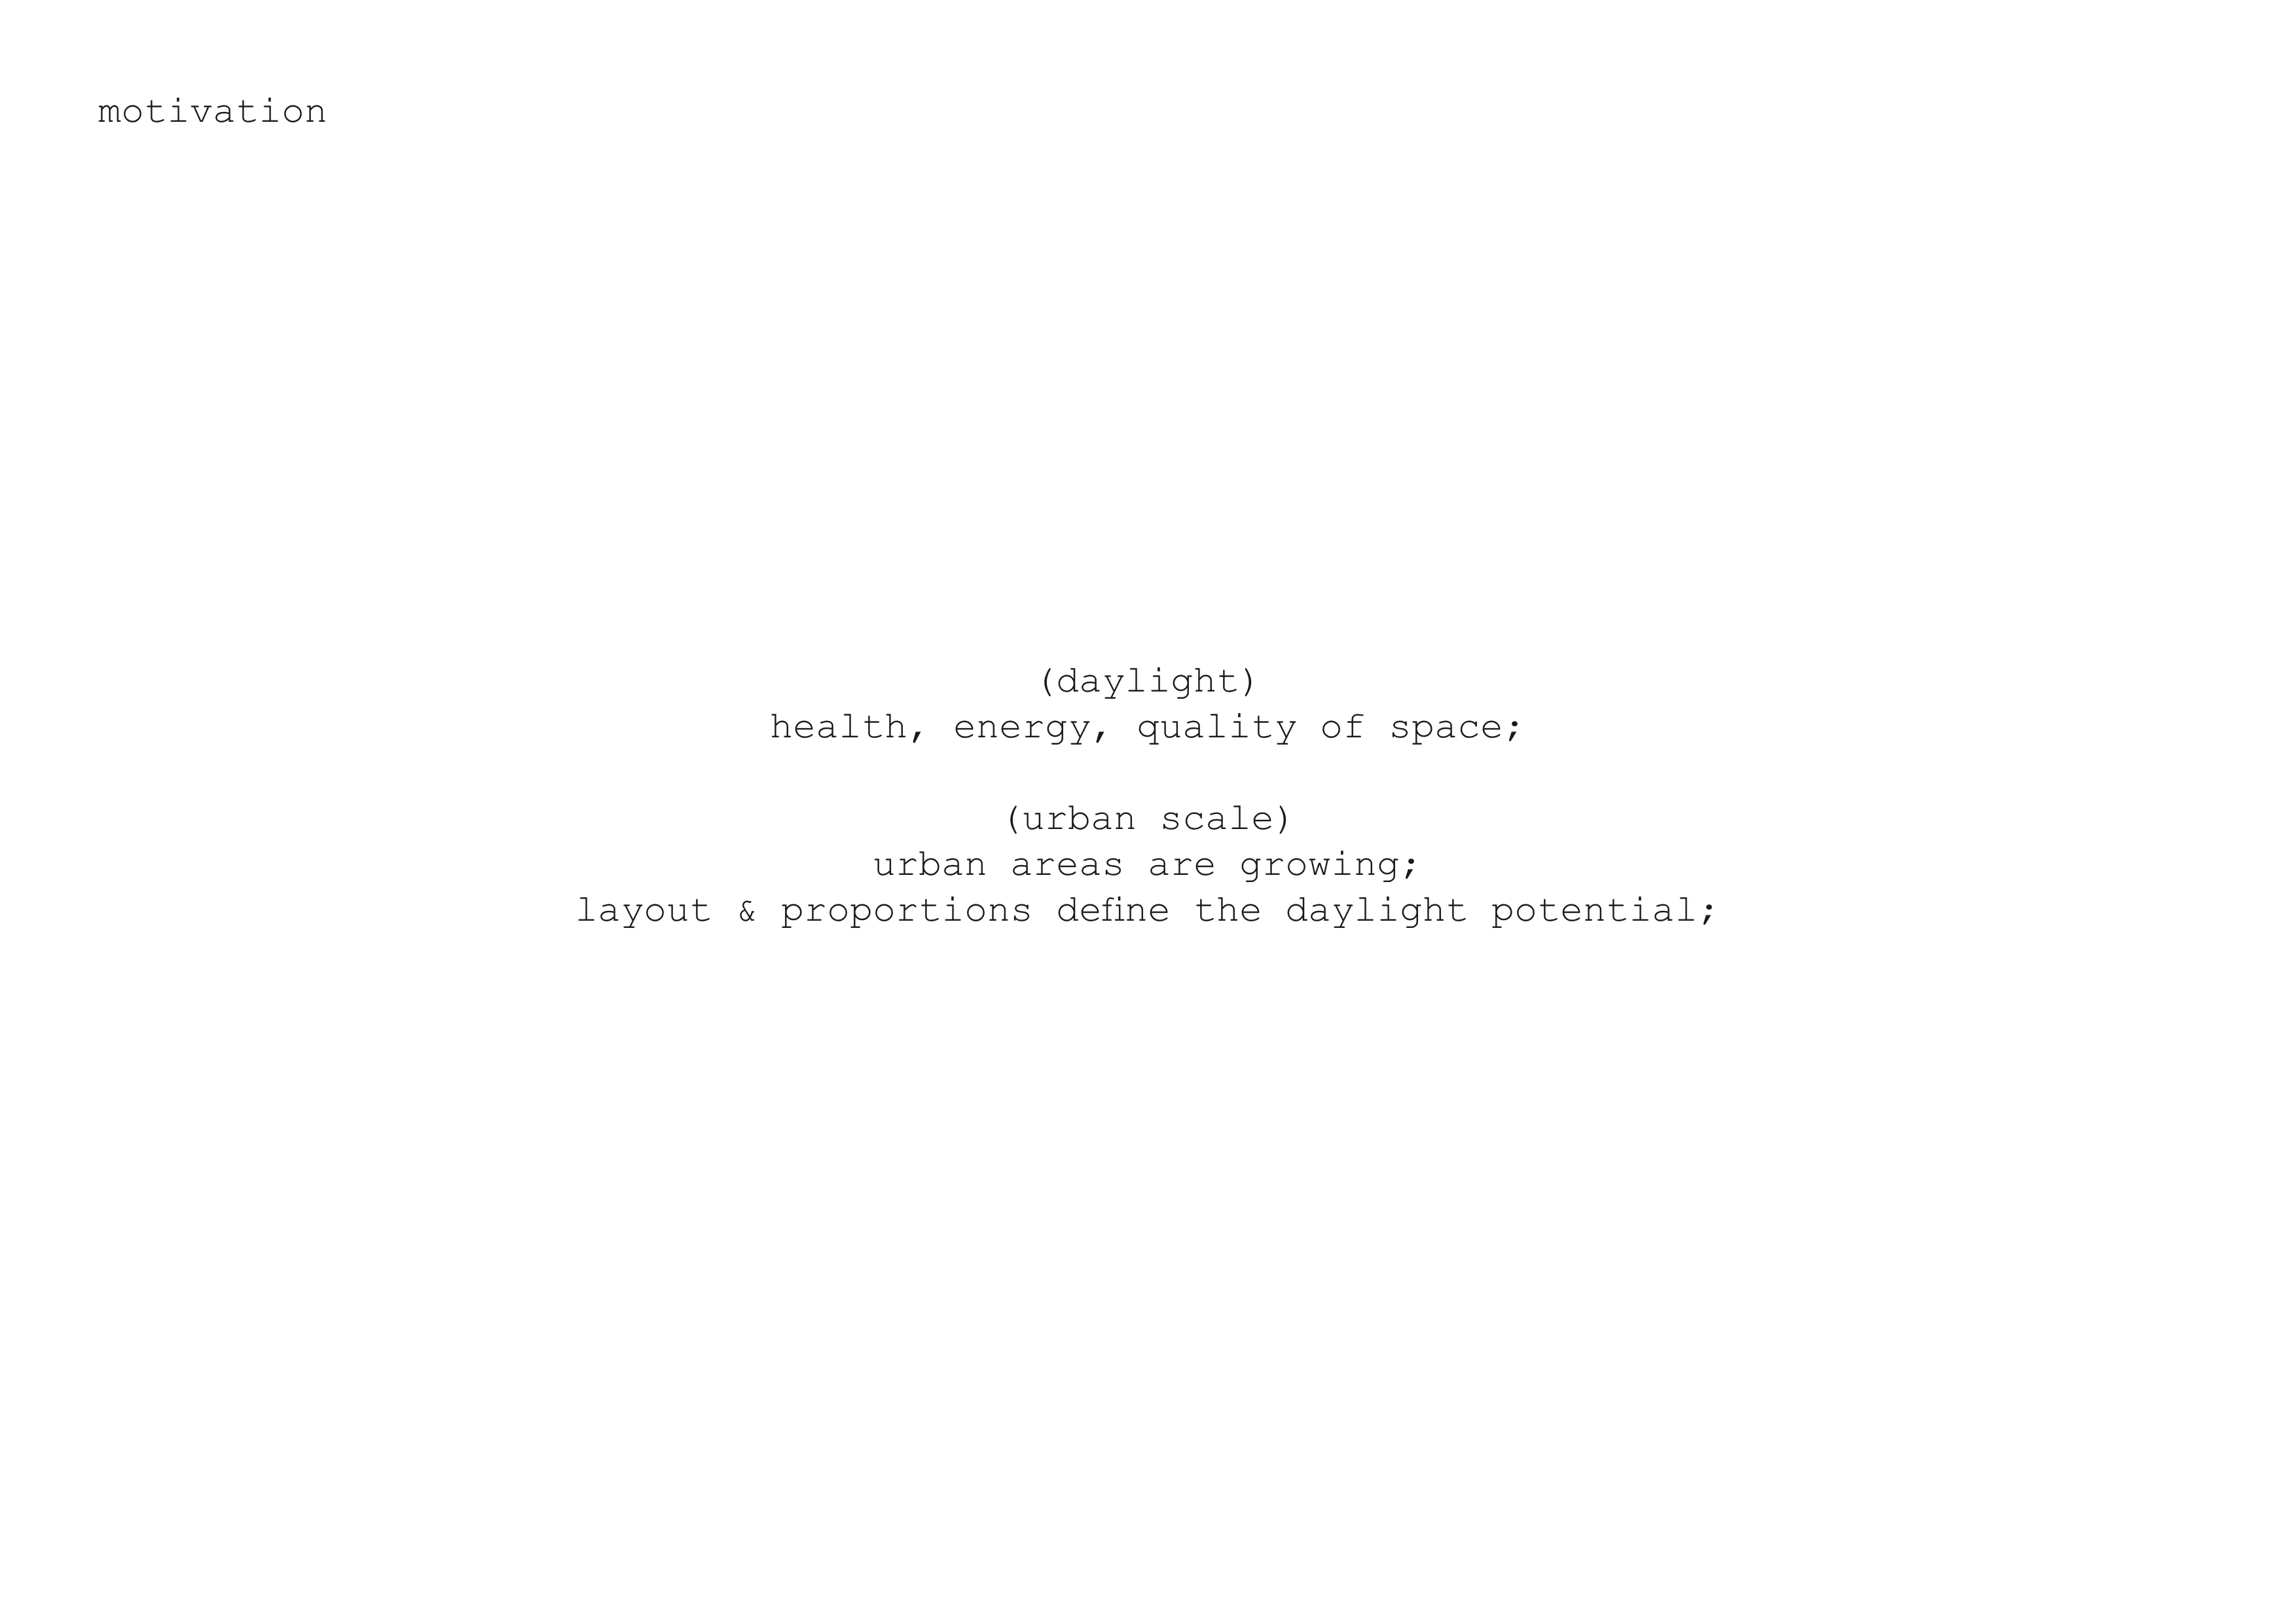 motivation
(daylight)
health, energy, quality of space;
(urban scale)
urban areas are growing;
layout & proportions define the daylight potential;